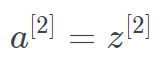 a^{[2]} = z^{[2]}